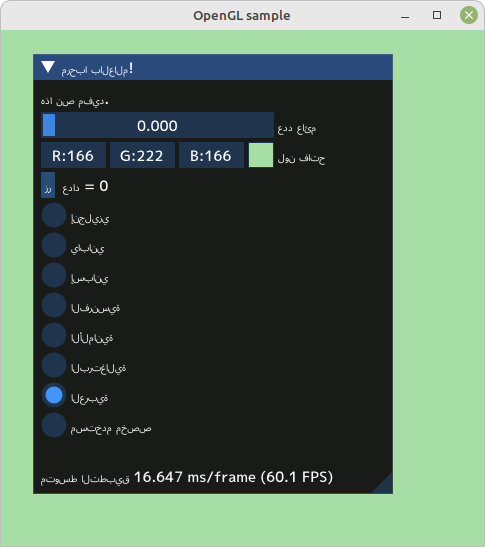 OpenGL sample
مرحبا بالعالم!
هذا نص مفيد.
0.000 عدد عائم
R:166 G:222 B:166 لون فاتح
زر عداد = 0
إنجليزي
ياباني
إسباني
الفرنسية
الألمانية
البرتغالية
العربية
مستخدم مخصص
متوسط التطبيق 16.647 ms/frame (60.1 FPS)